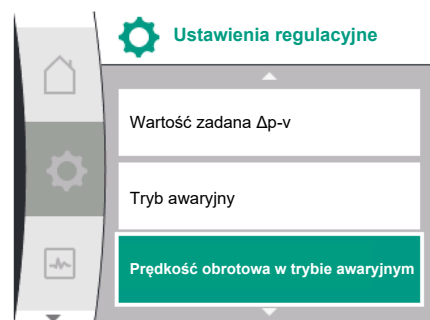 Ustawienia regulacyjne
Wartość zadana Δp-v
Tryb awaryjny
Prędkość obrotowa w trybie awaryjnym